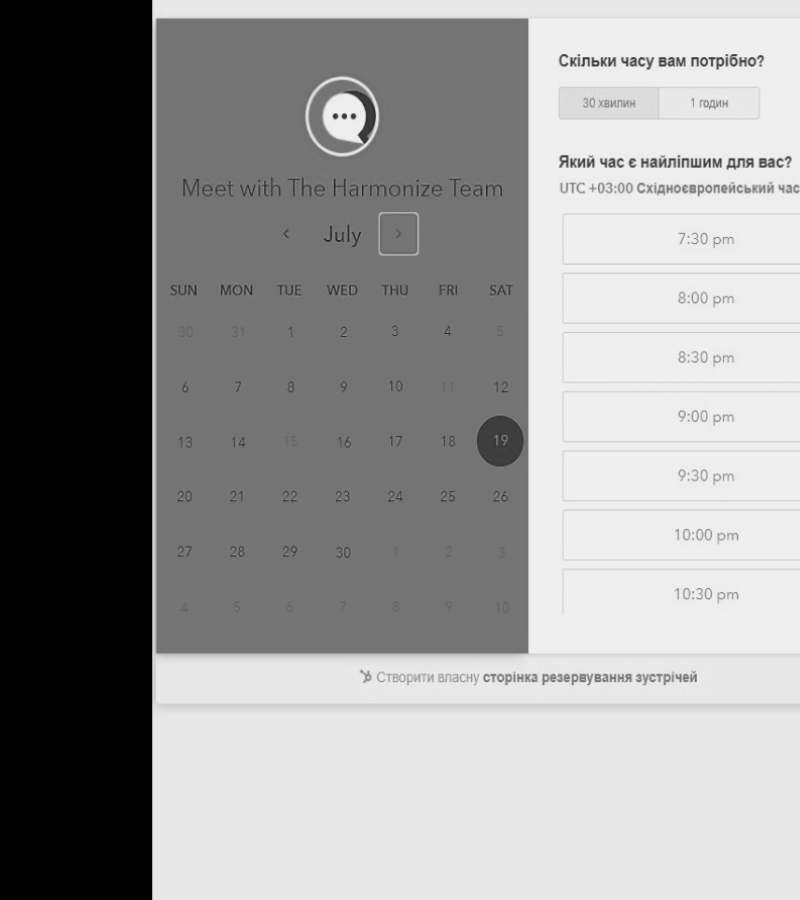 Meet with The Harmonize Team
July
SUN MON TUE WED THU FRI SAT
30 31 1 2 3 4 5
6 7 8 9 10 11 12
13 14 15 16 17 18 19
20 21 22 23 24 25 26
27 28 29 30 1 2 3
4 5 6 7 8 9 10
Скільки часу вам потрібно?
30 хвилин 1 годин
Який час є найліпшим для вас?
UTC +03:00 Східноєвропейський час
7:30 pm
8:00 pm
8:30 pm
9:00 pm
9:30 pm
10:00 pm
10:30 pm
Створити власну сторінка резервування зустрічей